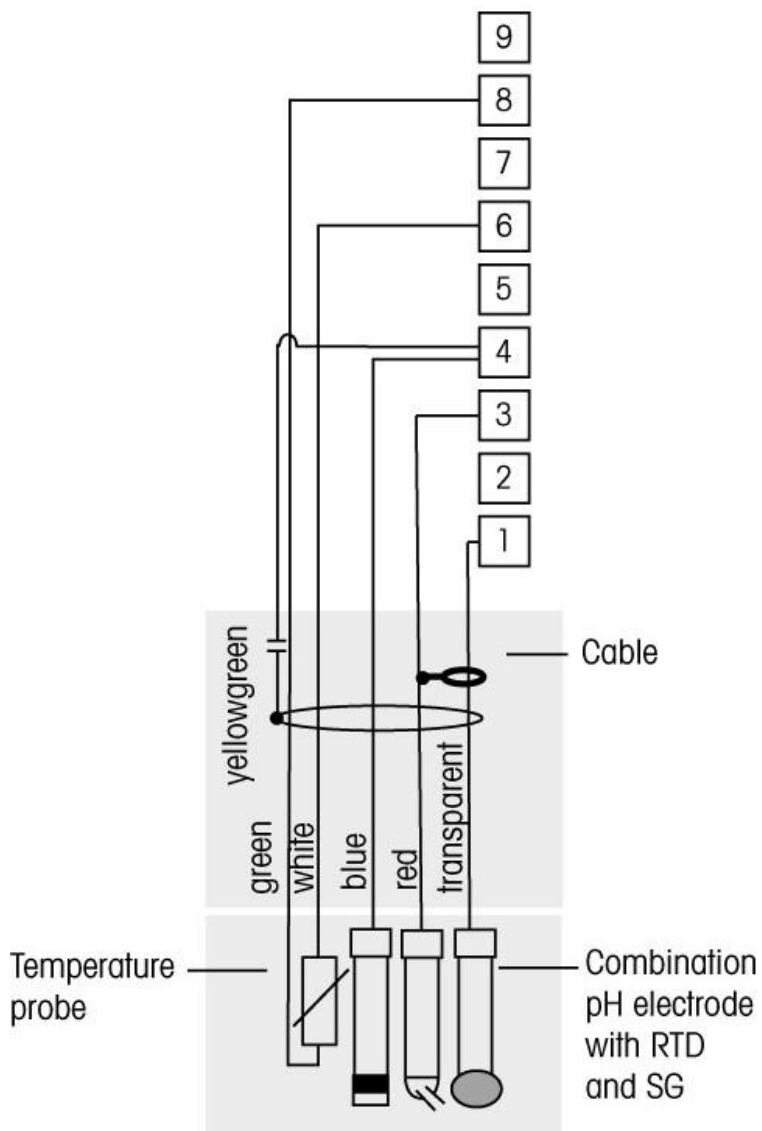 9
8
7
6
5
4
3
2
1
Cable
yellowgreen
green
white
blue
red
transparent
Temperature
probe
Combination
pH electrode
with RTD
and SG